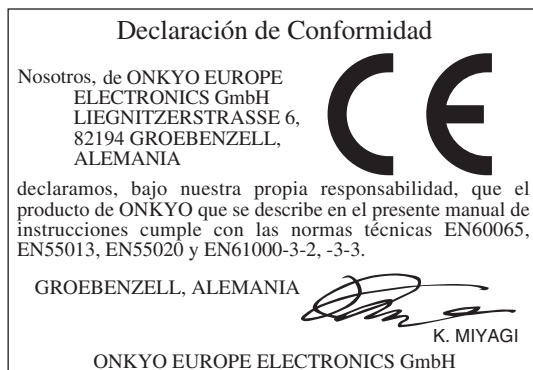 Declaración de Conformidad
Nosotros, de ONKYO EUROPE
ELECTRONICS GmbH
LIEGNITZERSTRASSE 6,
82194 GROEBENZELL,
ALEMANIA
CE
declaramos, bajo nuestra propia responsabilidad, que el
producto de ONKYO que se describe en el presente manual de
instrucciones cumple con las normas técnicas EN60065,
EN55013, EN55020 y EN61000-3-2, -3-3.
GROEBENZELL, ALEMANIA
K. MIYAGI
ONKYO EUROPE ELECTRONICS GmbH